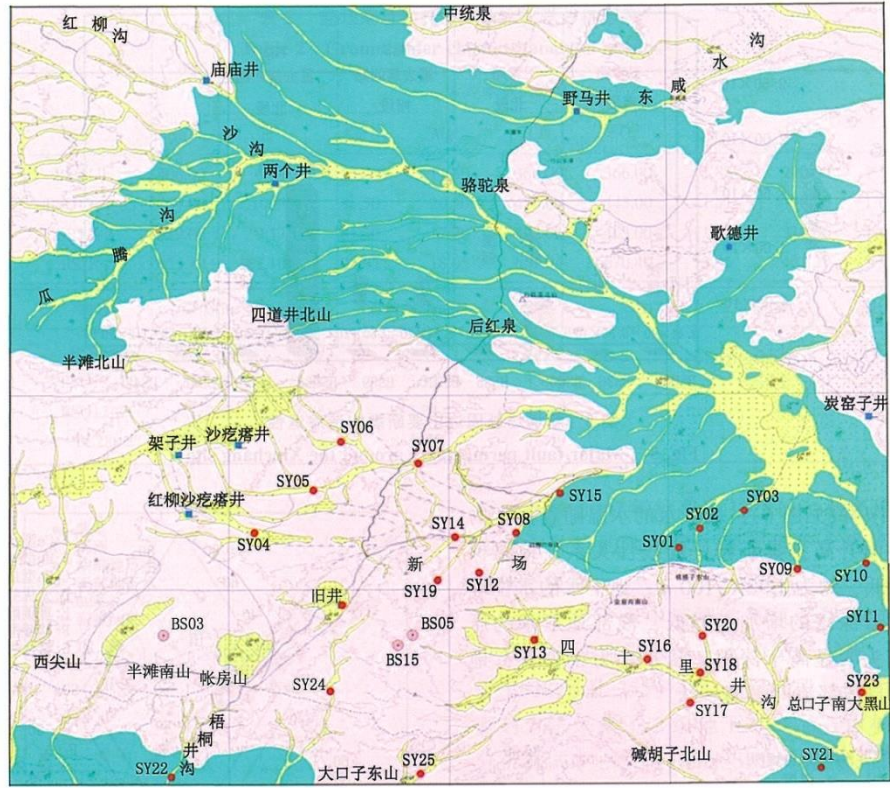 中统泉
红柳沟
东咸水沟
庙庙井
野马井
沙沟
两个井
骆驼泉
瓜腾沟
歌德井
四道井北山
后红泉
半滩北山
炭窑子井
架子井
沙疙瘩井
SY06
SY07
红柳沙疙瘩井
SY05
SY15
SY03
SY02
SY14
SY08
SY01
SY04
新场
SY09
SY10
SY12
SY19
旧井
BS03
BS05
SY11
SY20
SY13
四十里井沟
SY16
BS15
西尖山
半滩南山
帐房山
SY18
SY24
SY23
SY17
总口子南大黑山
梧桐井沟
碱胡子北山
SY22
大口子东山
SY25
SY21